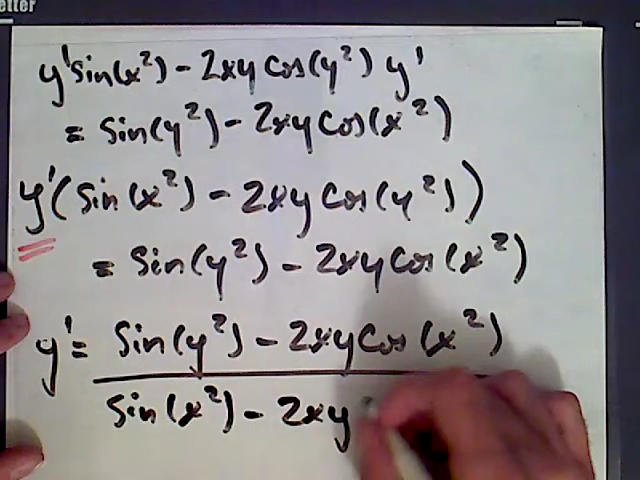 etter
y'sin(x²) - 2xy cos(y²) y'
= sin(y²) - 2xy cos(x²)
y'(sin(x²) - 2xy cos(y²))
= sin(y²) - 2xy cos(x²)
y' = sin(y²) - 2xy cos(x²)
sin(x²) - 2xy